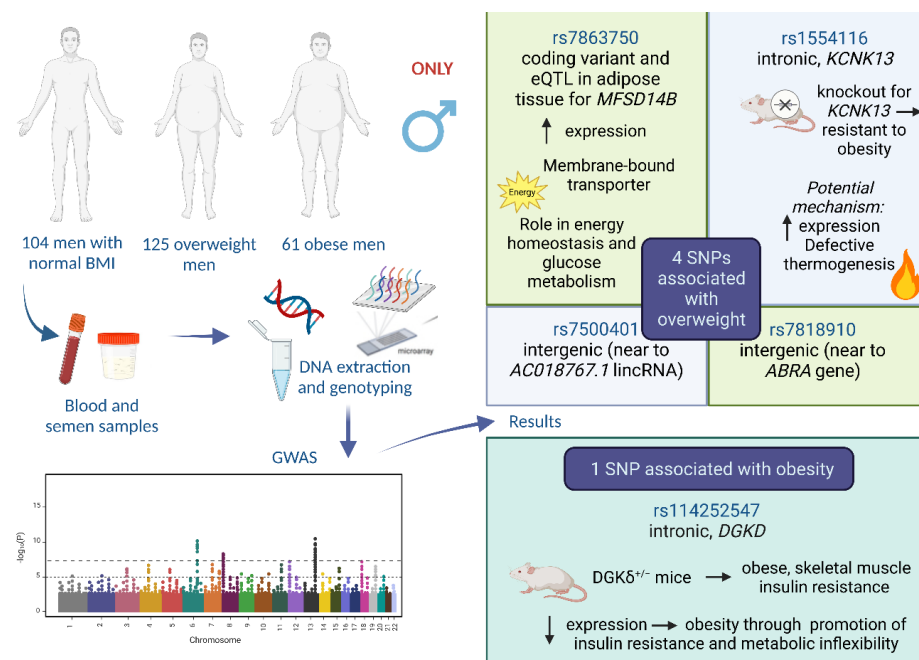 ONLY
104 men with
normal BMI
125 overweight
men
61 obese men
Blood and
semen samples
microarray
DNA extraction
and genotyping
GWAS
-log₁₀(P)
15
10
5
0
1
2
3
4
5
6
7
8
9
10
11
12
13
14
15
16
17
18
19
20
21
22
Chromosome
Results
rs7863750
coding variant and
eQTL in adipose
tissue for MFSD14B
↑ expression
Membrane-bound
transporter
Energy
Role in energy
homeostasis and
glucose
metabolism
rs1554116
intronic, KCNK13
knockout for
KCNK13 →
resistant to
obesity
Potential
mechanism:
↑ expression
Defective
thermogenesis
4 SNPs
associated
with
overweight
rs7500401
intergenic (near to
AC018767.1 lincRNA)
rs7818910
intergenic (near to
ABRA gene)
1 SNP associated with obesity
rs114252547
intronic, DGKD
DGKδ⁺/⁻ mice → obese, skeletal muscle
insulin resistance
↓ expression → obesity through promotion of
insulin resistance and metabolic inflexibility